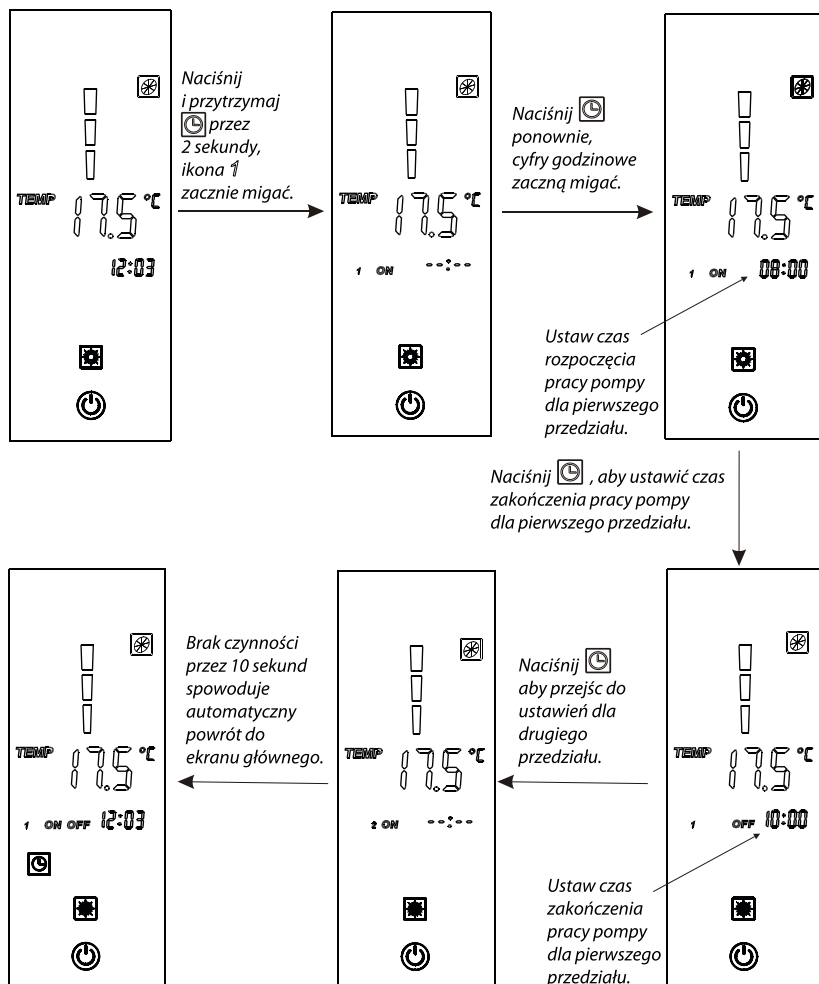 Naciśnij
i przytrzymaj
przez
2 sekundy,
ikona 1
zacznie migać.
TEMP 17.5 °C
12:03
TEMP 17.5 °C
1 ON --:--
Naciśnij
ponownie,
cyfry godzinowe
zaczną migać.
TEMP 17.5 °C
1 ON 08:00
Ustaw czas
rozpoczęcia
pracy pompy
dla pierwszego
przedziału.
Naciśnij , aby ustawić czas
zakończenia pracy pompy
dla pierwszego przedziału.
TEMP 17.5 °C
1 OFF 10:00
Ustaw czas
zakończenia
pracy pompy
dla pierwszego
przedziału.
Naciśnij
aby przejśc do
ustawień dla
drugiego
przedziału.
TEMP 17.5 °C
2 ON --:--
Brak czynności
przez 10 sekund
spowoduje
automatyczny
powrót do
ekranu głównego.
TEMP 17.5 °C
1 ON OFF 12:03